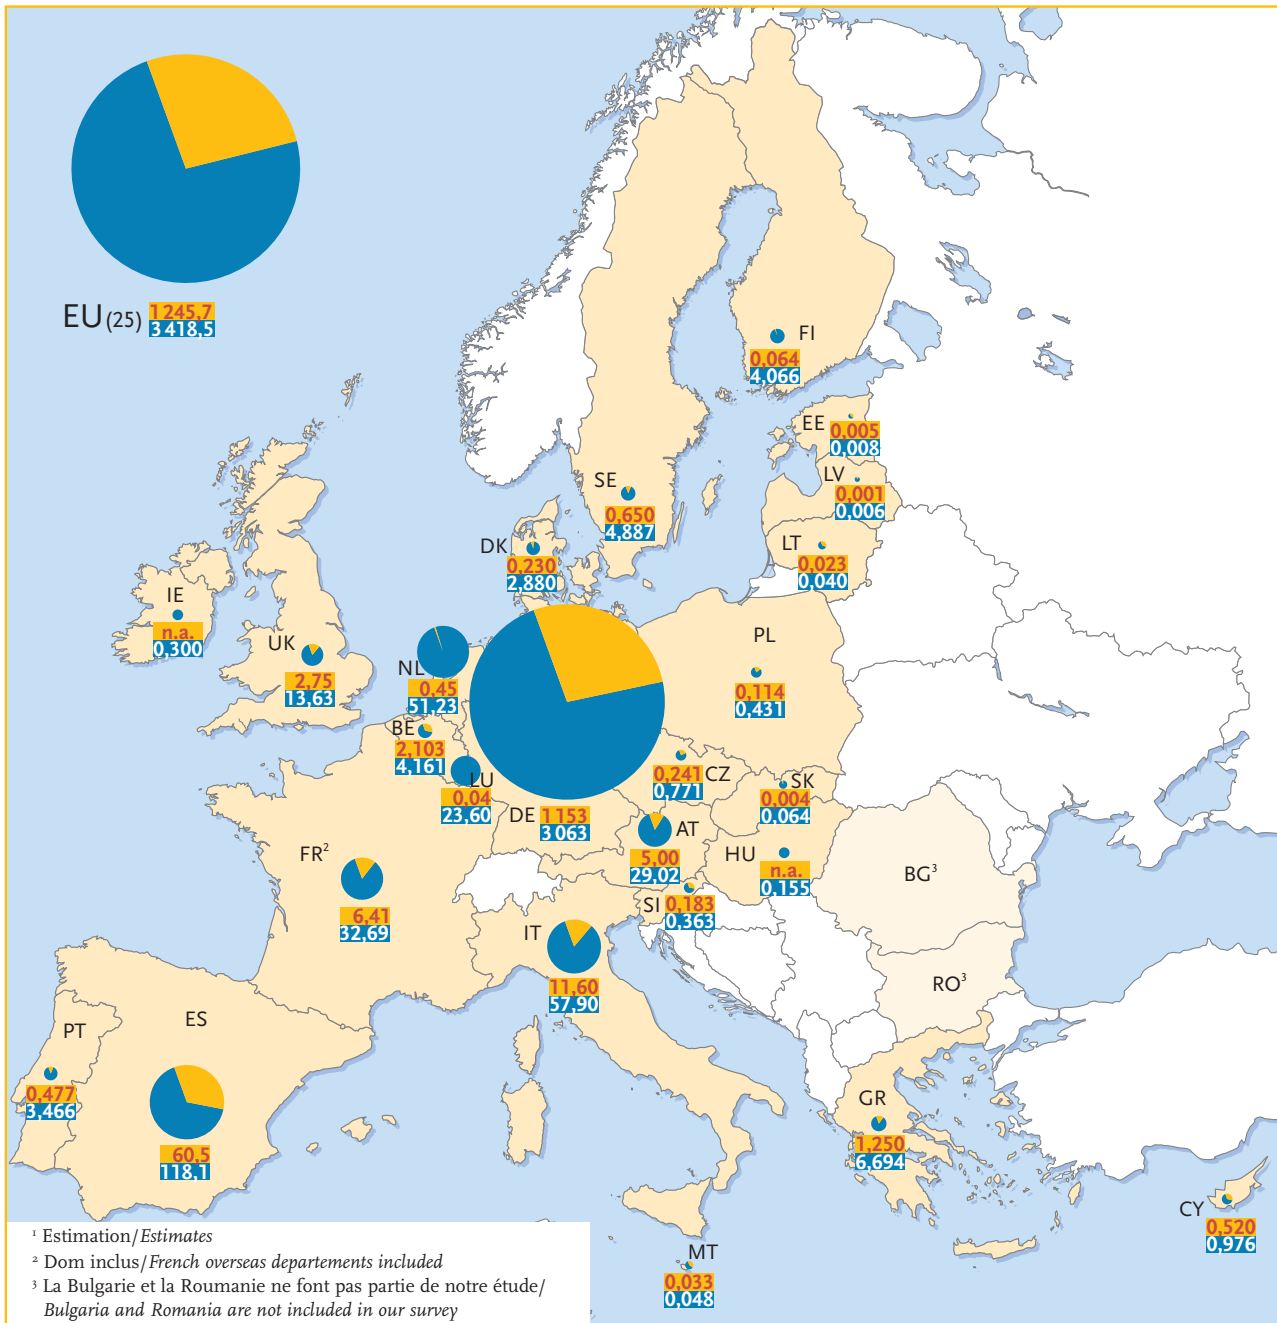 EU (25)
1 245,7
3 418,5
FI
0,064
4,066
EE
0,005
0,008
LV
0,001
0,006
SE
0,650
4,887
LT
0,023
0,040
DK
0,230
2,880
IE
n.a.
0,300
UK
2,75
13,63
NL
0,45
51,23
PL
0,114
0,431
BE
2,103
4,161
LU
0,04
23,60
DE
1 153
3 063
CZ
0,241
0,771
SK
0,004
0,064
AT
5,00
29,02
HU
n.a.
0,155
FR²
6,41
32,69
SI
0,183
0,363
BG³
IT
11,60
57,90
RO³
PT
0,477
3,466
ES
60,5
118,1
GR
1,250
6,694
CY
0,520
0,976
MT
0,033
0,048
¹ Estimation/Estimates
² Dom inclus/French overseas departements included
³ La Bulgarie et la Roumanie ne font pas partie de notre étude/
Bulgaria and Romania are not included in our survey